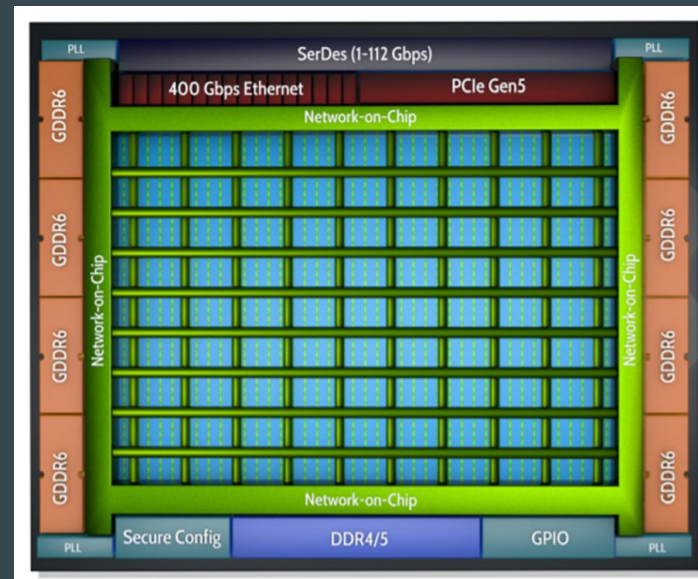 PLL
SerDes (1-112 Gbps)
PLL
400 Gbps Ethernet
PCIe Gen5
Network-on-Chip
GDDR6
GDDR6
GDDR6
GDDR6
Network-on-Chip
Network-on-Chip
GDDR6
GDDR6
GDDR6
GDDR6
Network-on-Chip
PLL
Secure Config
DDR4/5
GPIO
PLL